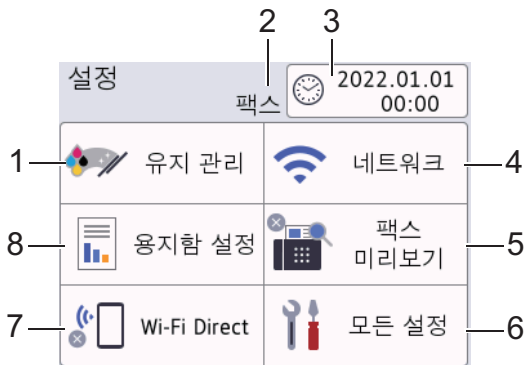 2 3
설정
팩스
2022.01.01
00:00
1 유지 관리
네트워크 4
8 용지함 설정
팩스
미리보기 5
7 Wi-Fi Direct
모든 설정 6